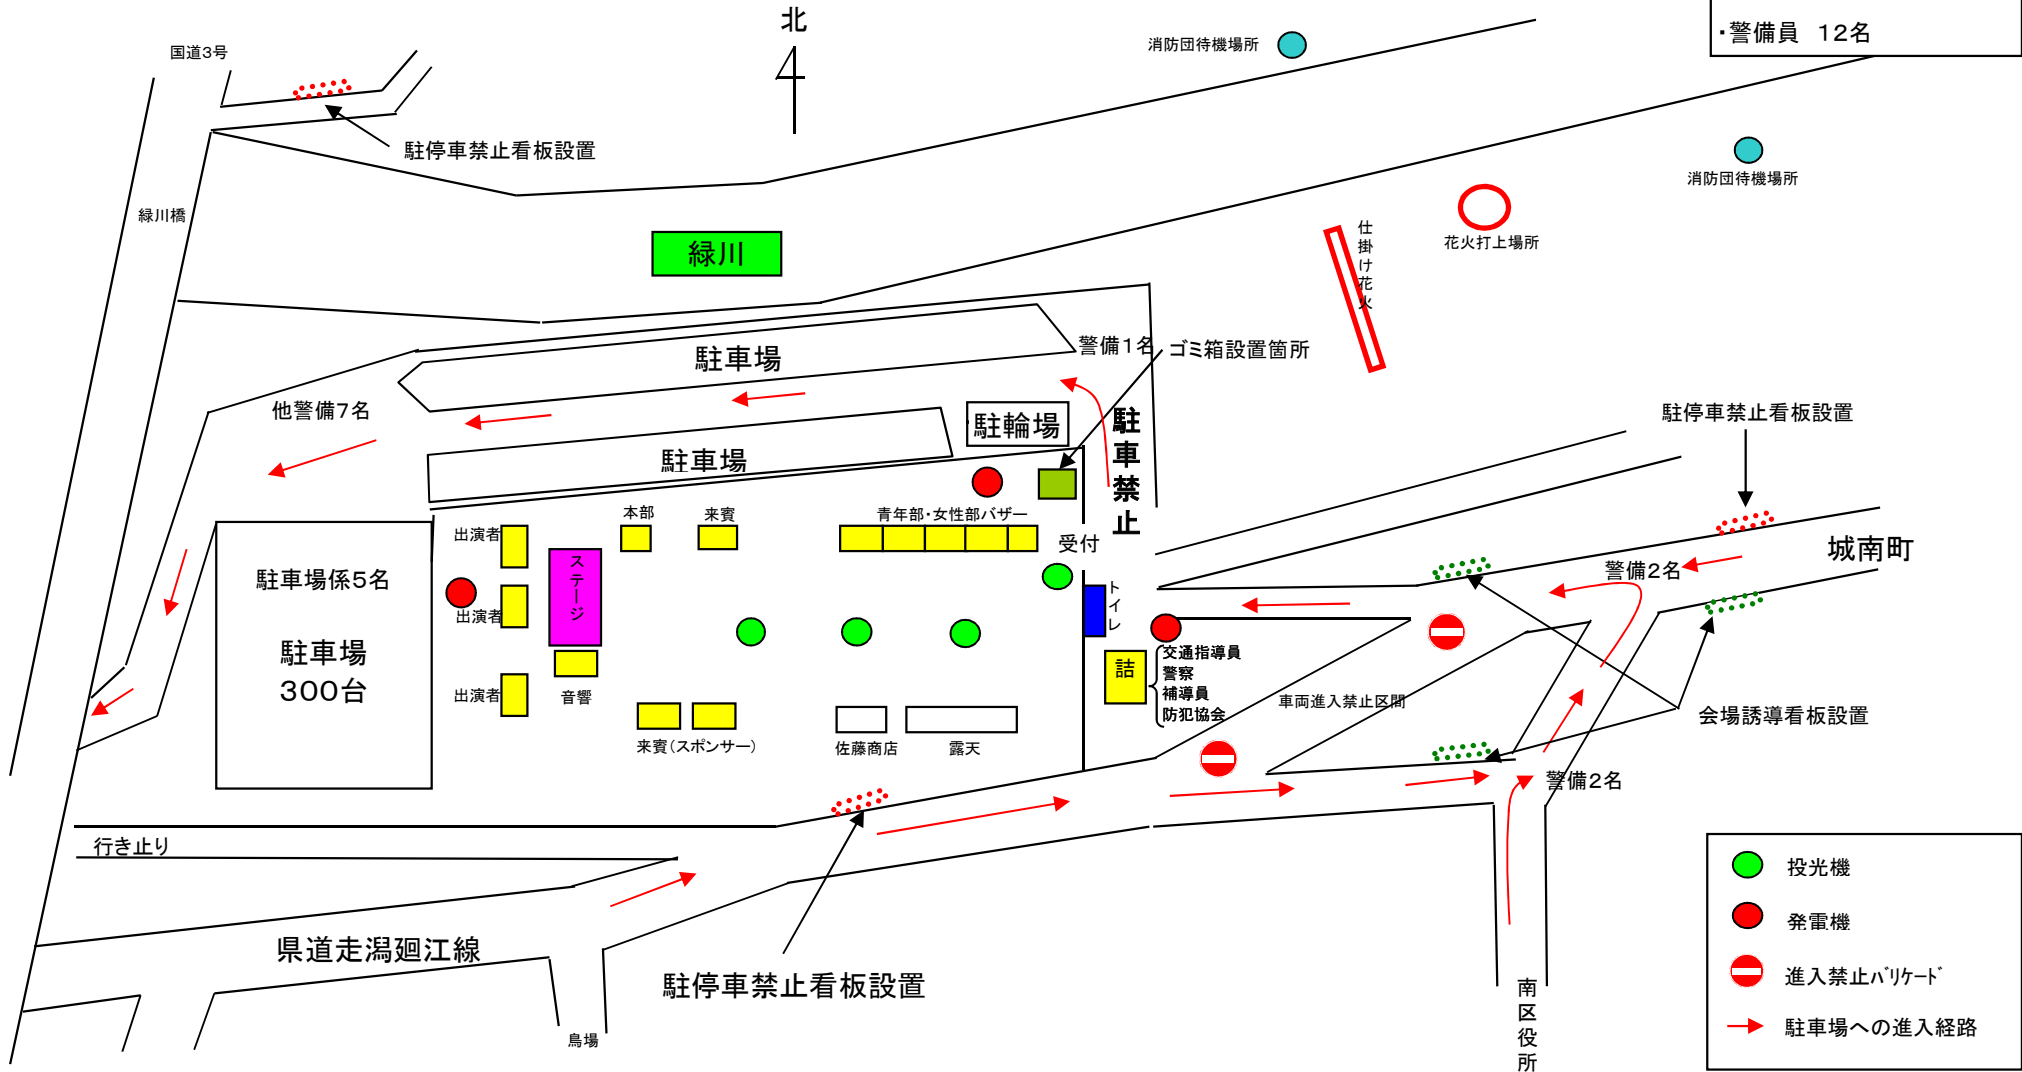 北
・警備員　12名
国道3号
消防団待機場所
駐停車禁止看板設置
消防団待機場所
緑川橋
仕掛け花火
花火打上場所
緑川
駐車場
警備1名
ゴミ箱設置箇所
他警備7名
駐輪場
駐車禁止
駐停車禁止看板設置
駐車場
本部
来賓
青年部・女性部バザー
出演者
受付
城南町
ステージ
駐車場係5名
警備2名
トイレ
出演者
駐車場
300台
詰
交通指導員
警察
補導員
防犯協会
出演者
音響
車両進入禁止区間
会場誘導看板設置
来賓(スポンサー)
佐藤商店
露天
警備2名
行き止り
県道走潟廻江線
駐停車禁止看板設置
鳥場
南区役所
投光機
発電機
進入禁止ﾊﾞﾘｹｰﾄﾞ
駐車場への進入経路